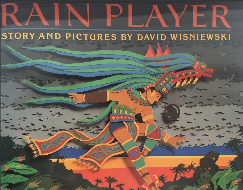 RAIN PLAYER
STORY AND PICTURES BY DAVID WISNIEWSKI